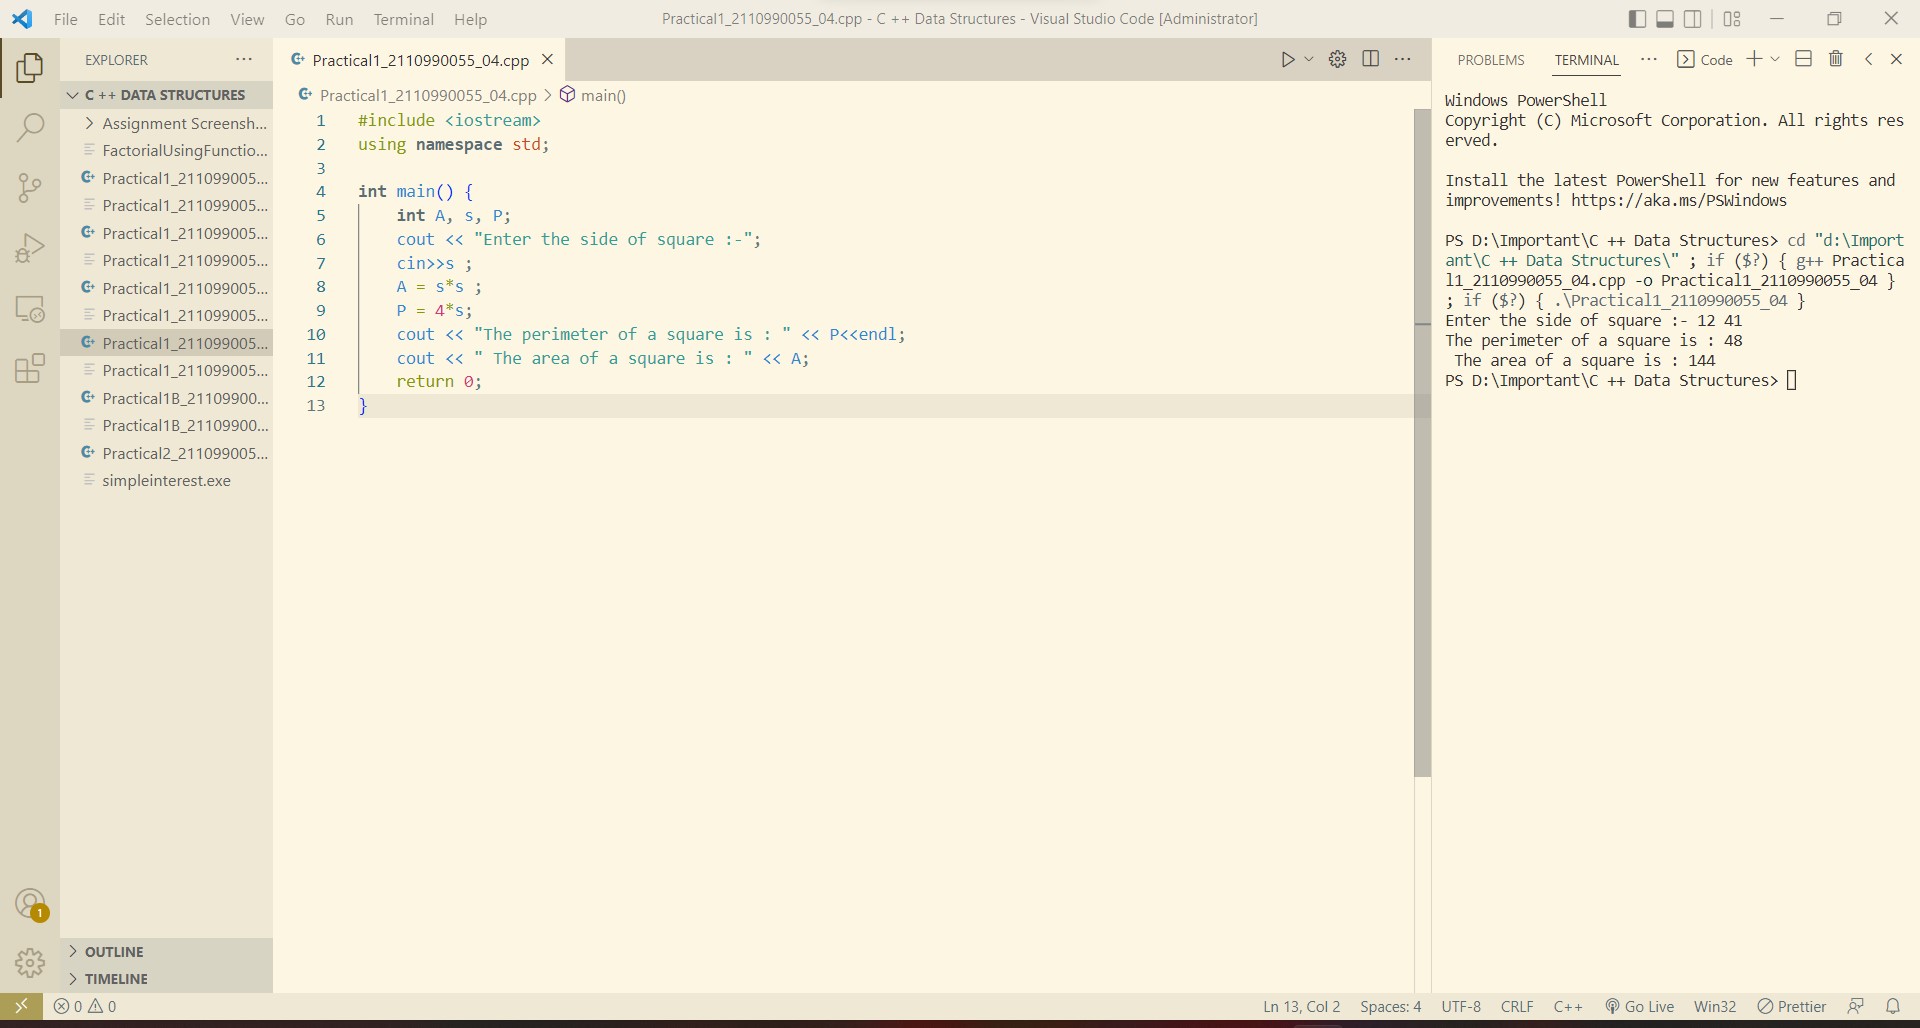 File Edit Selection View Go Run Terminal Help
Practical1_2110990055_04.cpp - C ++ Data Structures - Visual Studio Code [Administrator]
EXPLORER
C ++ DATA STRUCTURES
Assignment Screensh...
FactorialUsingFunctio...
Practical1_211099005...
Practical1_211099005...
Practical1_211099005...
Practical1_211099005...
Practical1_211099005...
Practical1_211099005...
Practical1_211099005...
Practical1_211099005...
Practical1B_21109900...
Practical1B_21109900...
Practical2_211099005...
simpleinterest.exe
OUTLINE
TIMELINE
Practical1_2110990055_04.cpp
Practical1_2110990055_04.cpp > main()
1 #include <iostream>
2 using namespace std;
3
4 int main() {
5 int A, s, P;
6 cout << "Enter the side of square :-";
7 cin>>s ;
8 A = s*s ;
9 P = 4*s;
10 cout << "The perimeter of a square is : " << P<<endl;
11 cout << " The area of a square is : " << A;
12 return 0;
13 }
PROBLEMS TERMINAL ... Code
Windows PowerShell
Copyright (C) Microsoft Corporation. All rights res
erved.
Install the latest PowerShell for new features and
improvements! https://aka.ms/PSWindows
PS D:\Important\C ++ Data Structures> cd "d:\Import
ant\C ++ Data Structures\" ; if ($?) { g++ Practica
l1_2110990055_04.cpp -o Practical1_2110990055_04 }
; if ($?) { .\Practical1_2110990055_04 }
Enter the side of square :- 12 41
The perimeter of a square is : 48
The area of a square is : 144
PS D:\Important\C ++ Data Structures>
1
0 0
Ln 13, Col 2 Spaces: 4 UTF-8 CRLF C++ Go Live Win32 Prettier